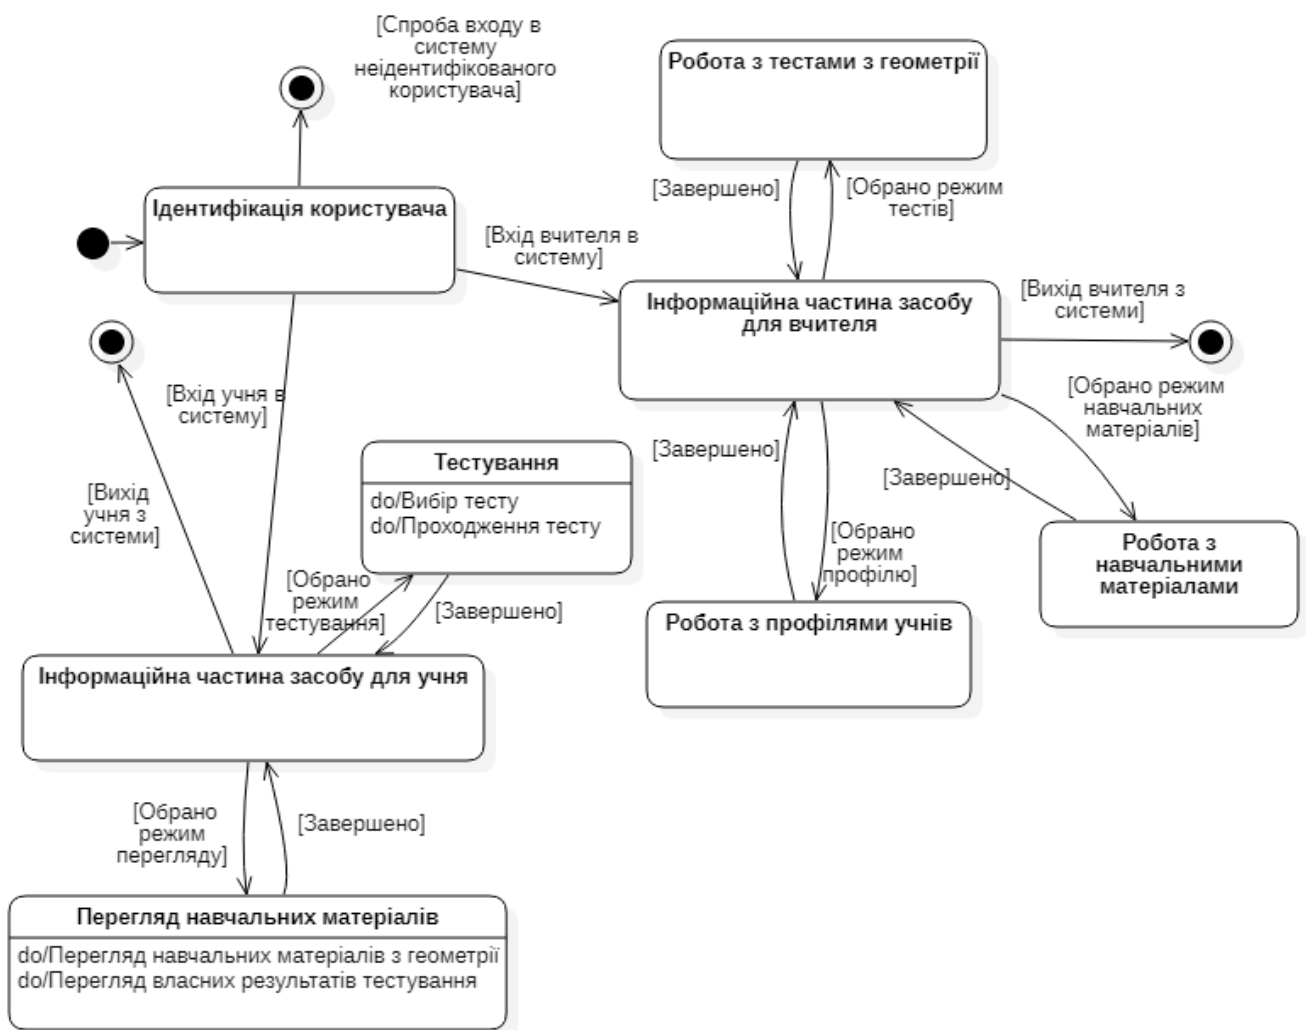 [Спроба входу в
систему
неідентифікованого
користувача]
Робота з тестами з геометрії
[Завершено]
[Обрано режим
тестів]
Ідентифікація користувача
[Вхід вчителя в
систему]
Інформаційна частина засобу
для вчителя
[Вихід вчителя з
системи]
[Вхід учня в
систему]
[Обрано режим
навчальних
матеріалів]
[Завершено]
[Завершено]
Тестування
do/Вибір тесту
do/Проходження тесту
[Вихід
учня з
системи]
[Обрано
режим
профілю]
Робота з
навчальними
матеріалами
[Обрано
режим
тестування]
[Завершено]
Робота з профілями учнів
Інформаційна частина засобу для учня
[Обрано
режим
перегляду]
[Завершено]
Перегляд навчальних матеріалів
do/Перегляд навчальних матеріалів з геометрії
do/Перегляд власних результатів тестування